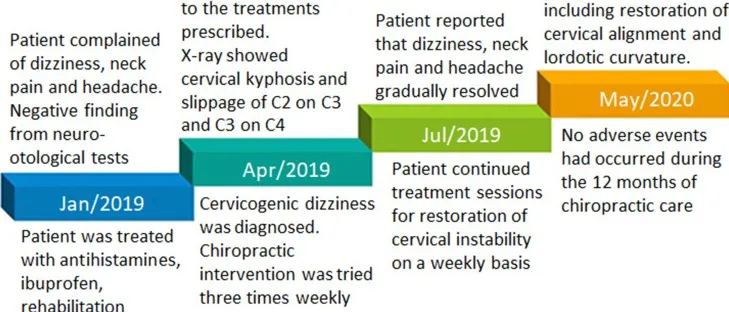 Patient complained
of dizziness, neck
pain and headache.
Negative finding
from neuro-
otological tests
Jan/2019
Patient was treated
with antihistamines,
ibuprofen,
rehabilitation
to the treatments
prescribed.
X-ray showed
cervical kyphosis and
slippage of C2 on C3
and C3 on C4
Apr/2019
Cervicogenic dizziness
was diagnosed.
Chiropractic
intervention was tried
three times weekly
Patient reported
that dizziness, neck
pain and headache
gradually resolved
Jul/2019
Patient continued
treatment sessions
for restoration of
cervical instability
on a weekly basis
including restoration of
cervical alignment and
lordotic curvature.
May/2020
No adverse events
had occurred during
the 12 months of
chiropractic care